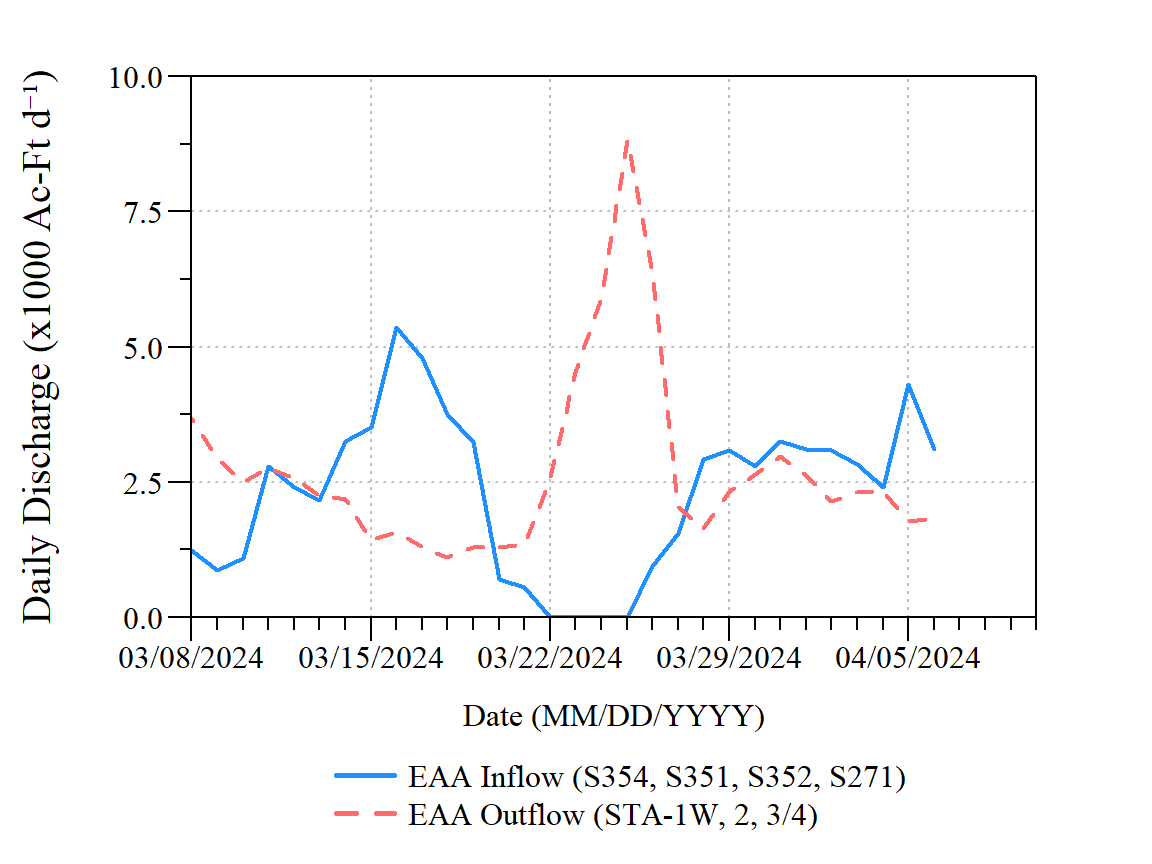 Daily Discharge (x1000 Ac-Ft d⁻¹)
10.0
7.5
5.0
2.5
0.0
03/08/2024 03/15/2024 03/22/2024 03/29/2024 04/05/2024
Date (MM/DD/YYYY)
EAA Inflow (S354, S351, S352, S271)
EAA Outflow (STA-1W, 2, 3/4)